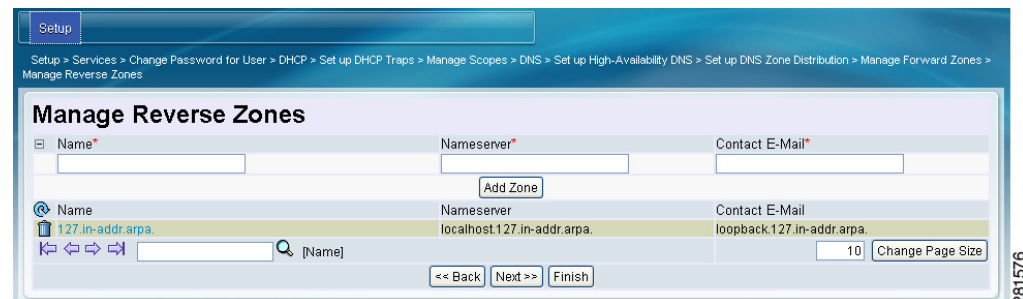 Setup
Setup > Services > Change Password for User > DHCP > Set up DHCP Traps > Manage Scopes > DNS > Set up High-Availability DNS > Set up DNS Zone Distribution > Manage Forward Zones >
Manage Reverse Zones
Manage Reverse Zones
Name* Nameserver* Contact E-Mail*
Add Zone
Name Nameserver Contact E-Mail
127.in-addr.arpa. localhost.127.in-addr.arpa. loopback.127.in-addr.arpa.
[Name] 10 Change Page Size
<< Back Next >> Finish